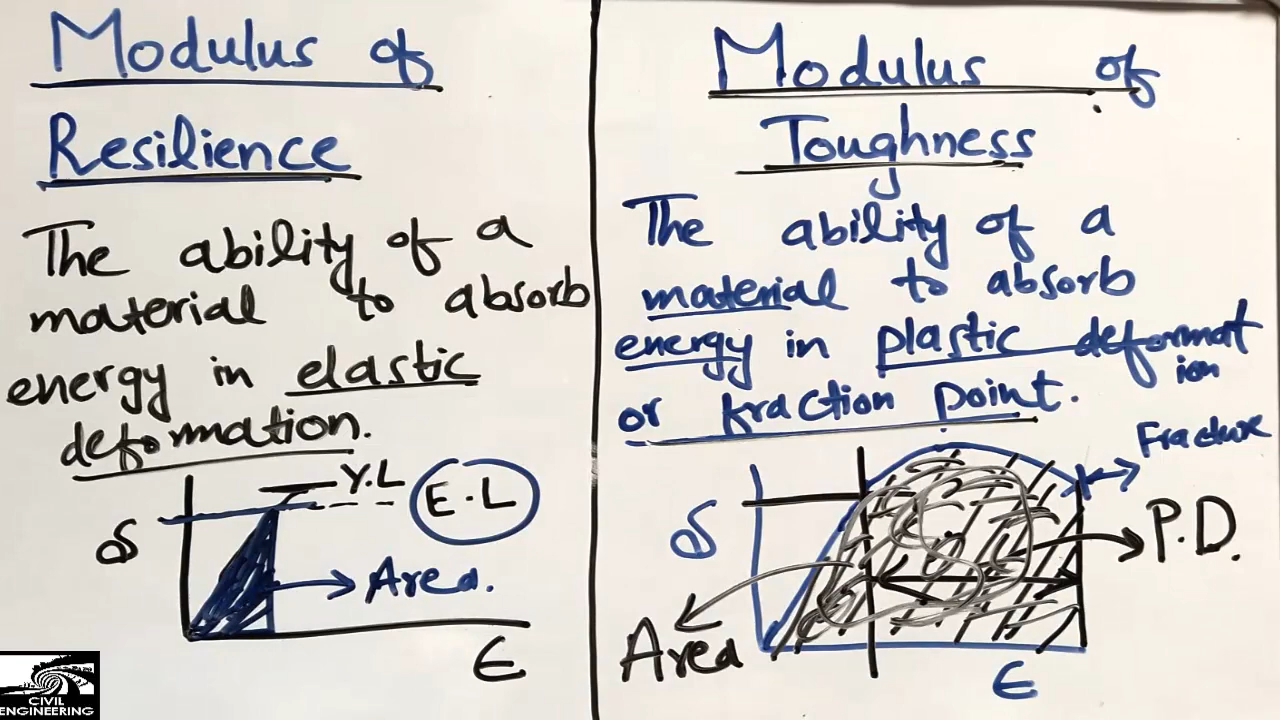 Modulus of
Resilience
The ability of a
material to absorb
energy in elastic
deformation.
Y.L
E.L
δ
Area.
ϵ
Modulus of
Toughness
The ability of a
material to absorb
energy in plastic deformat
ion
or fraction point.
Fracture
δ
P.D.
Area
ϵ
CIVIL
ENGINEERING